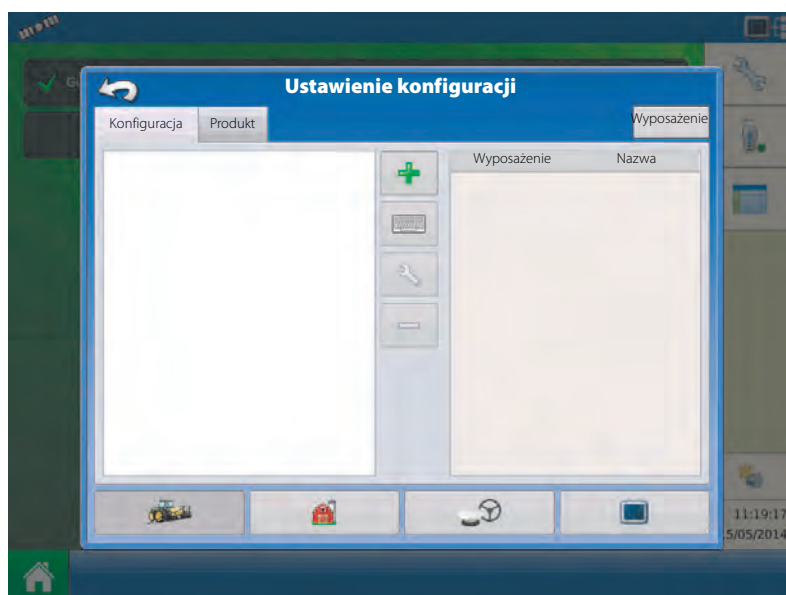 Ustawienie konfiguracji
Konfiguracja
Produkt
Wyposażenie
Wyposażenie
Nazwa
11:19:17
5/05/2014